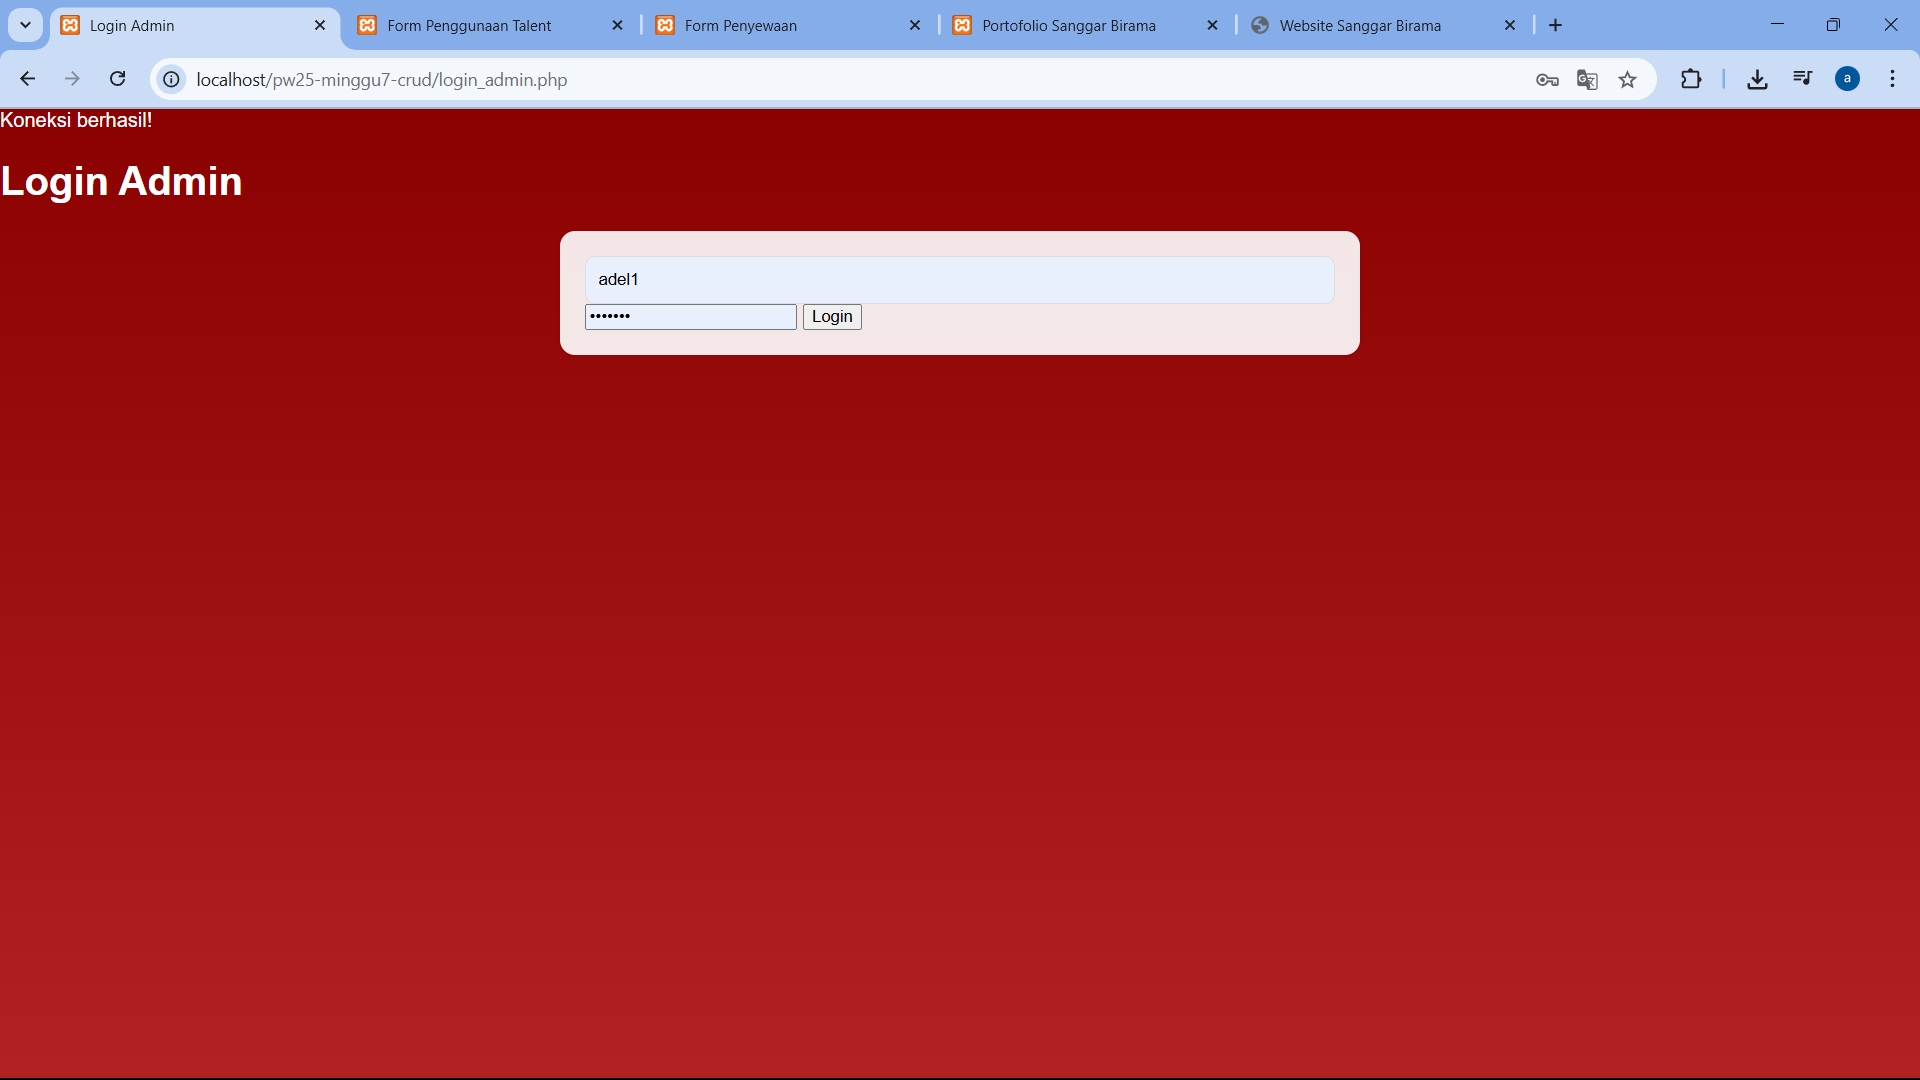 Login Admin
Form Penggunaan Talent
Form Penyewaan
Portofolio Sanggar Birama
Website Sanggar Birama
localhost/pw25-minggu7-crud/login_admin.php
a
Koneksi berhasil!
Login Admin
adel1
•••••••
Login